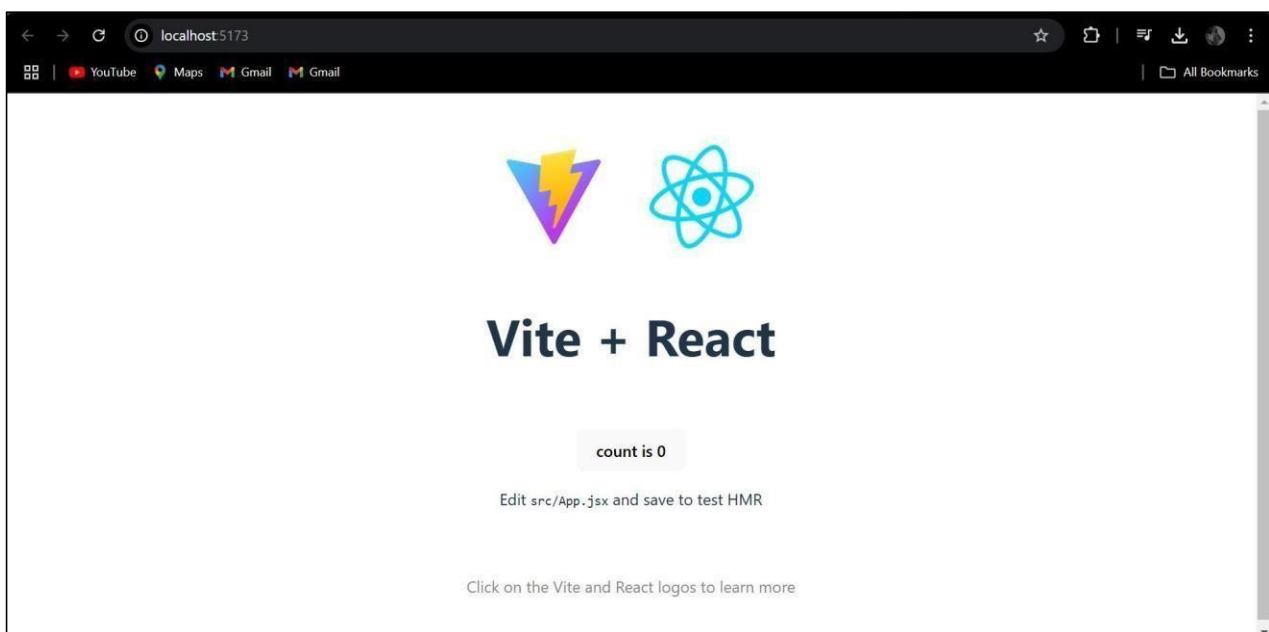 localhost:5173
YouTube Maps Gmail Gmail All Bookmarks
Vite + React
count is 0
Edit src/App.jsx and save to test HMR
Click on the Vite and React logos to learn more